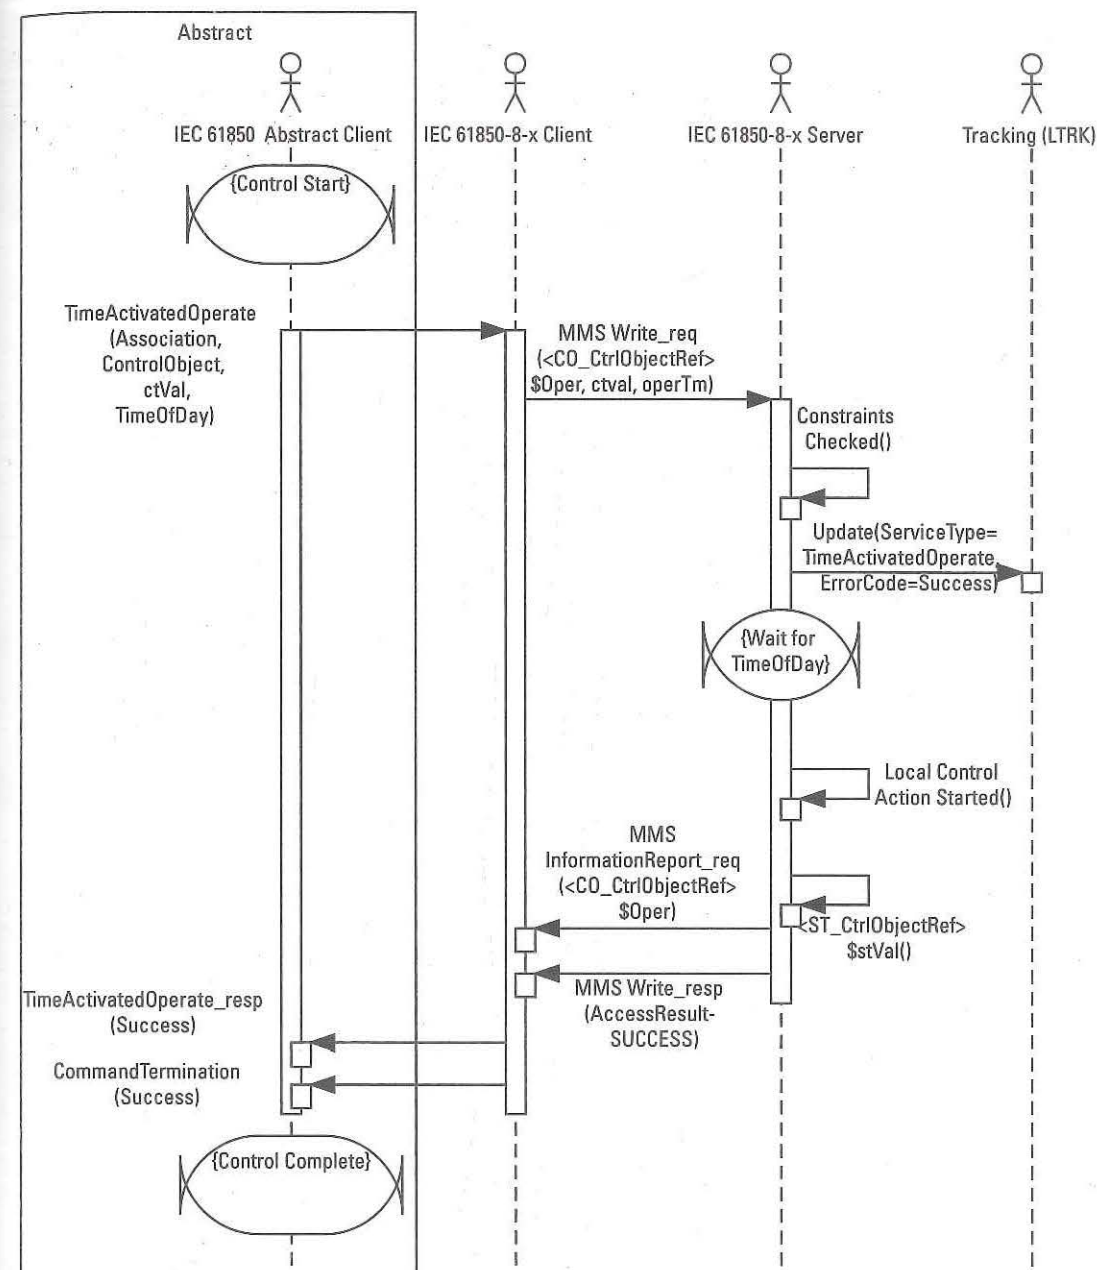 Abstract
IEC 61850 Abstract Client
IEC 61850-8-x Client
IEC 61850-8-x Server
Tracking (LTRK)
{Control Start}
TimeActivatedOperate
(Association,
ControlObject,
ctVal,
TimeOfDay)
MMS Write_req
(<CO_CtrlObjectRef>
$Oper, ctval, operTm)
Constraints
Checked()
Update(ServiceType=
TimeActivatedOperate,
ErrorCode=Success)
{Wait for
TimeOfDay}
Local Control
Action Started()
MMS
InformationReport_req
(<CO_CtrlObjectRef>
$Oper)
<ST_CtrlObjectRef>
$stVal()
MMS Write_resp
(AccessResult-
SUCCESS)
TimeActivatedOperate_resp
(Success)
CommandTermination
(Success)
{Control Complete}